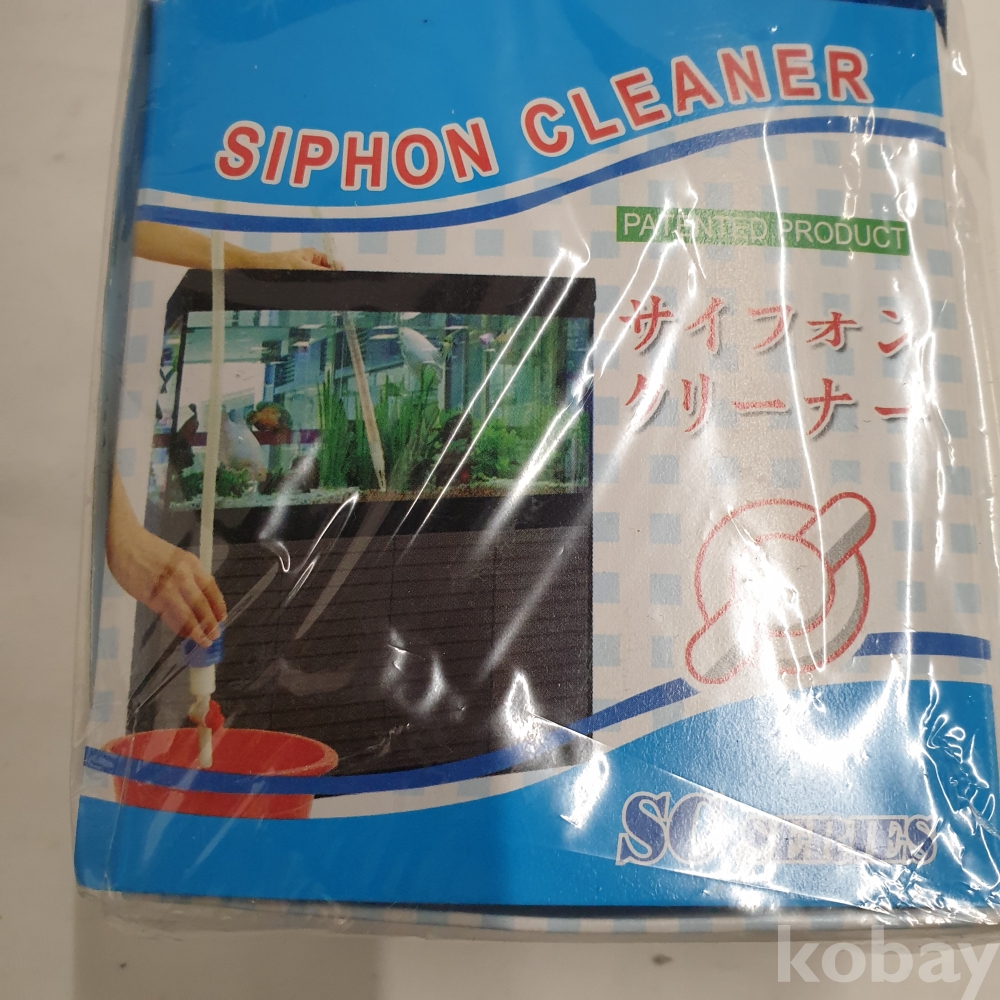 SIPHON CLEANER
PATENTED PRODUCT
サイフォン
クリーナー
SC SERIES
kobay